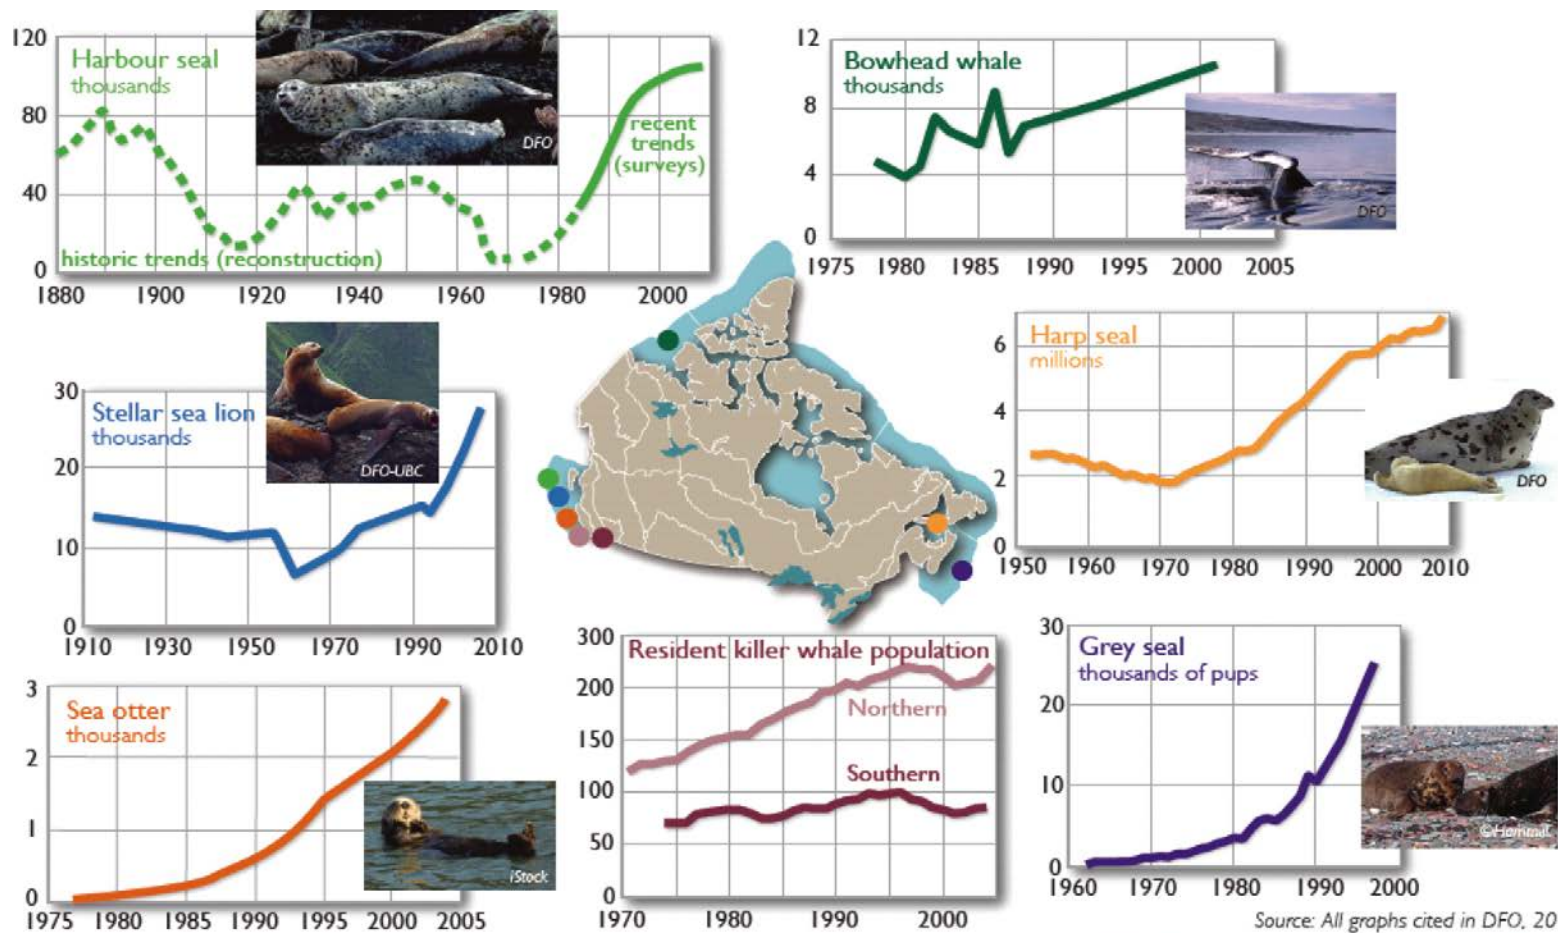 Harbour seal
thousands
120
80
40
0
1880 1900 1920 1940 1960 1980 2000
DFO
recent
trends
(surveys)
historic trends (reconstruction)
Bowhead whale
thousands
12
8
4
0
1975 1980 1985 1990 1995 2000 2005
DFO
Stellar sea lion
thousands
30
20
10
0
1910 1930 1950 1970 1990 2010
DFO-UBC
Harp seal
millions
6
4
2
0
1950 1960 1970 1980 1990 2000 2010
DFO
Sea otter
thousands
3
2
1
0
1975 1980 1985 1990 1995 2000 2005
iStock
Resident killer whale population
300
200
150
100
50
0
Northern
Southern
1970 1980 1990 2000
Grey seal
thousands of pups
30
20
10
0
1960 1970 1980 1990 2000
©Hammill
Source: All graphs cited in DFO, 20